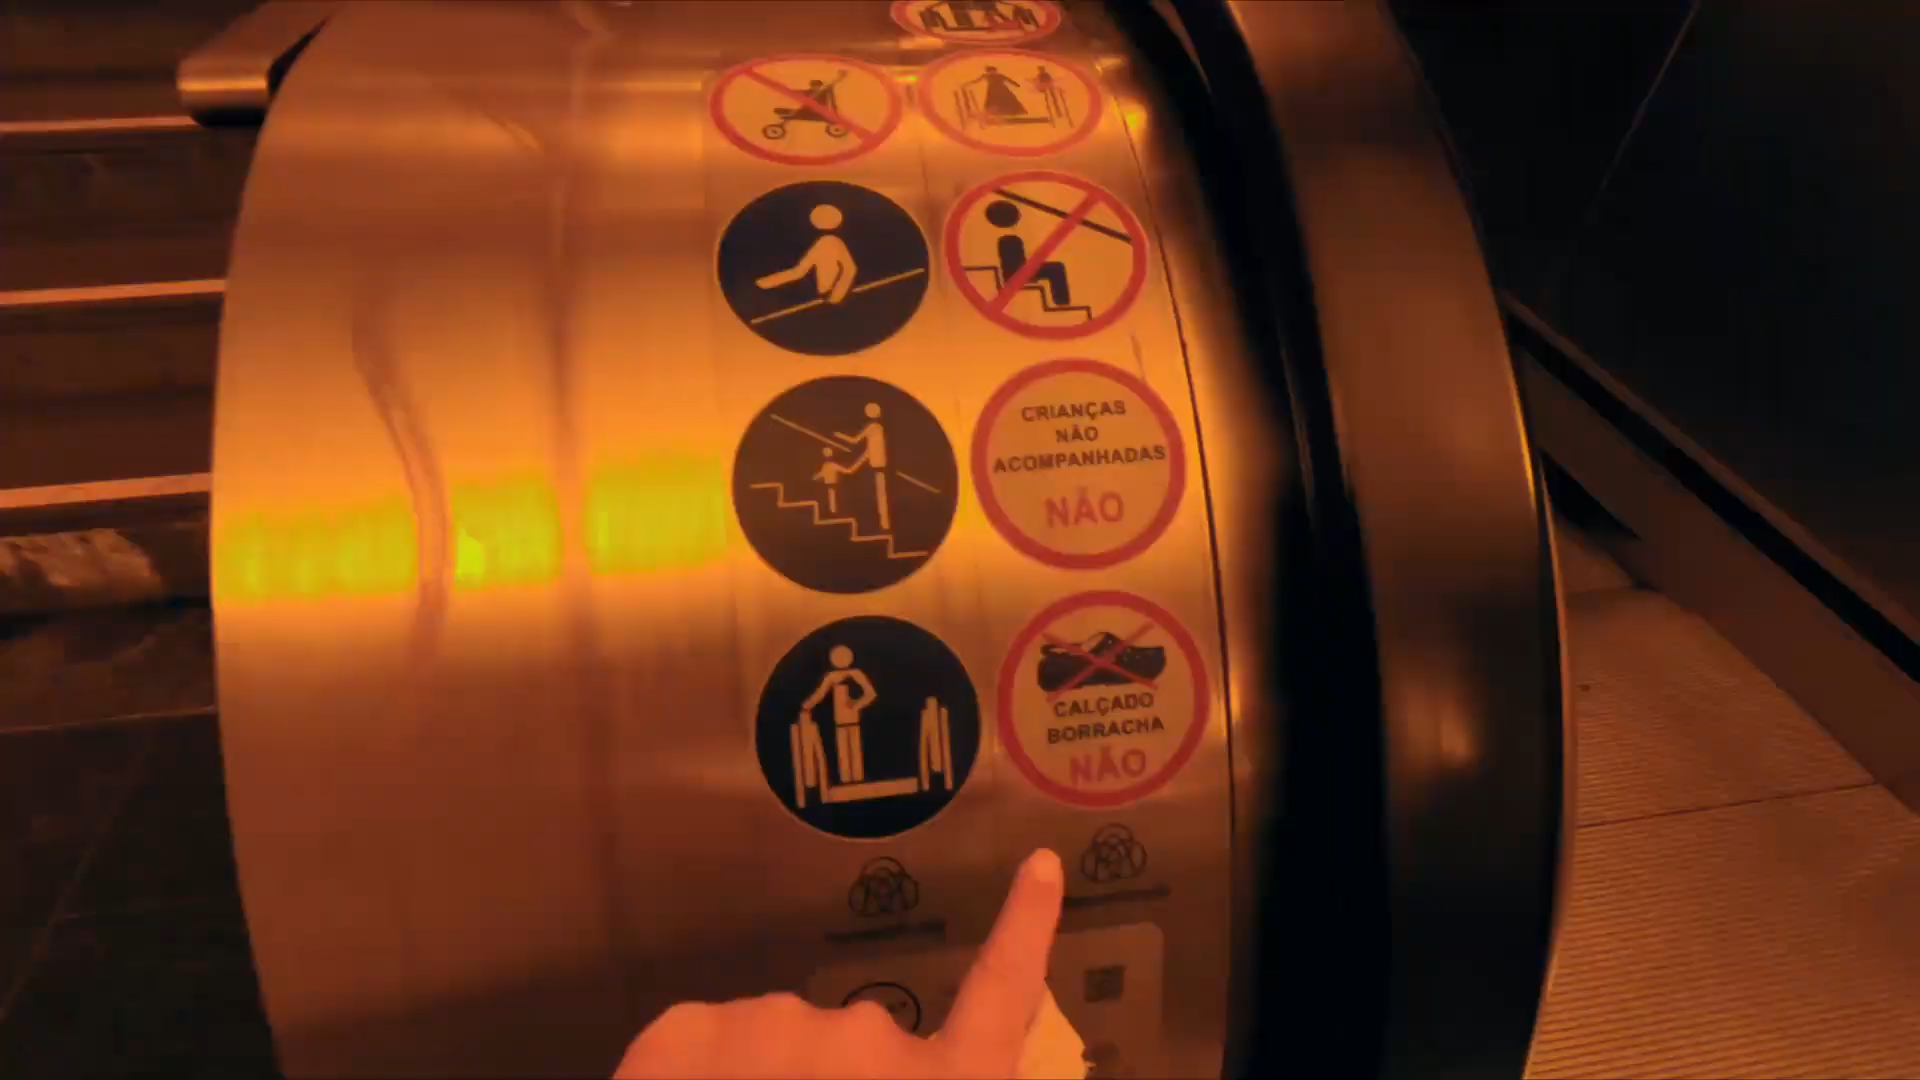 CRIANÇAS
NÃO
ACOMPANHADAS
NÃO
CALÇADO
BORRACHA
NÃO